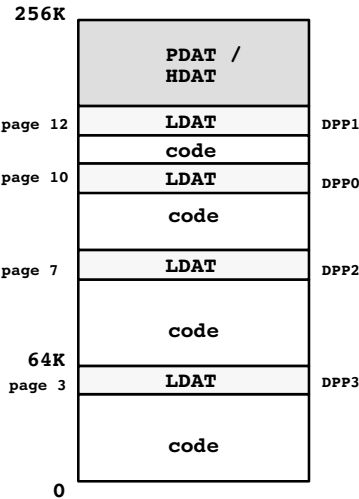 256K
PDAT /
HDAT
page 12 LDAT DPP1
code
page 10 LDAT DPP0
code
page 7 LDAT DPP2
code
64K
page 3 LDAT DPP3
code
0